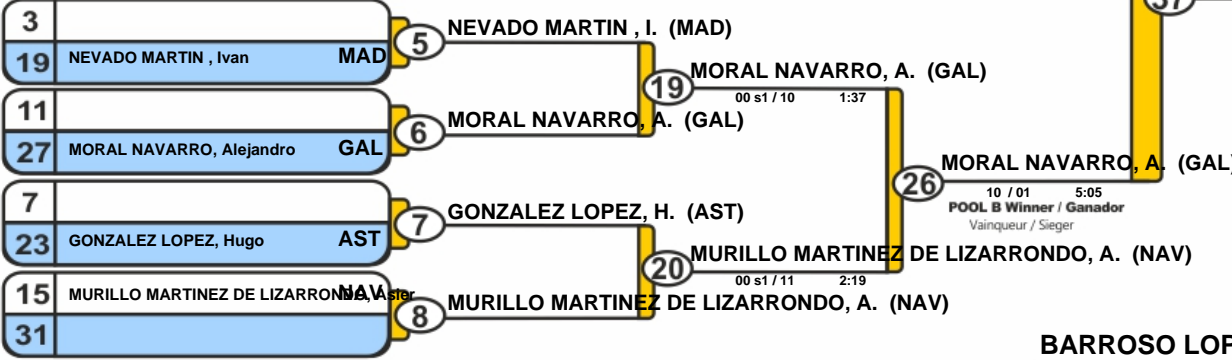 3
19 NEVADO MARTIN , Ivan MAD
5 NEVADO MARTIN , I. (MAD)
11
27 MORAL NAVARRO, Alejandro GAL
6 MORAL NAVARRO, A. (GAL)
19 MORAL NAVARRO, A. (GAL)
00 s1 / 10 1:37
7
23 GONZALEZ LOPEZ, Hugo AST
7 GONZALEZ LOPEZ, H. (AST)
15 MURILLO MARTINEZ DE LIZARRONDO, Asier NAV
31
8 MURILLO MARTINEZ DE LIZARRONDO, A. (NAV)
20 MURILLO MARTINEZ DE LIZARRONDO, A. (NAV)
00 s1 / 11 2:19
26 MORAL NAVARRO, A. (GAL)
10 / 01 5:05
POOL B Winner / Ganador
Vainqueur / Sieger
37
BARROSO LOP